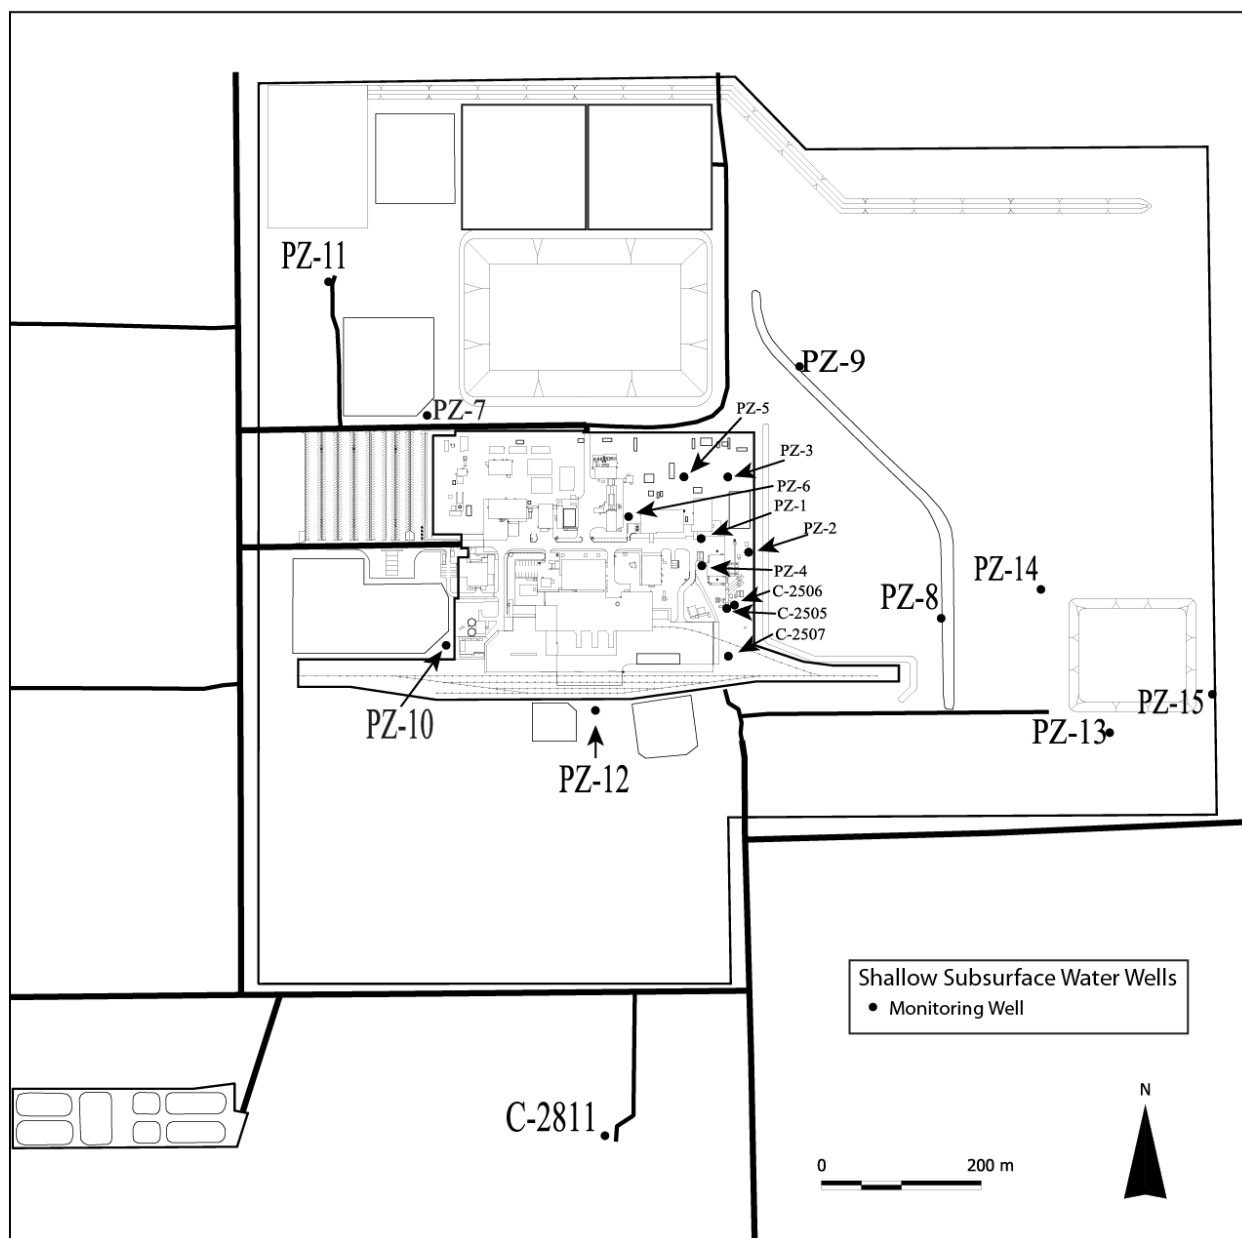 PZ-11
PZ-9
PZ-7
PZ-5
PZ-3
PZ-6
PZ-1
PZ-2
PZ-4
PZ-14
C-2506
PZ-8
C-2505
C-2507
PZ-15
PZ-10
PZ-13
PZ-12
Shallow Subsurface Water Wells
Monitoring Well
N
C-2811
0 200 m